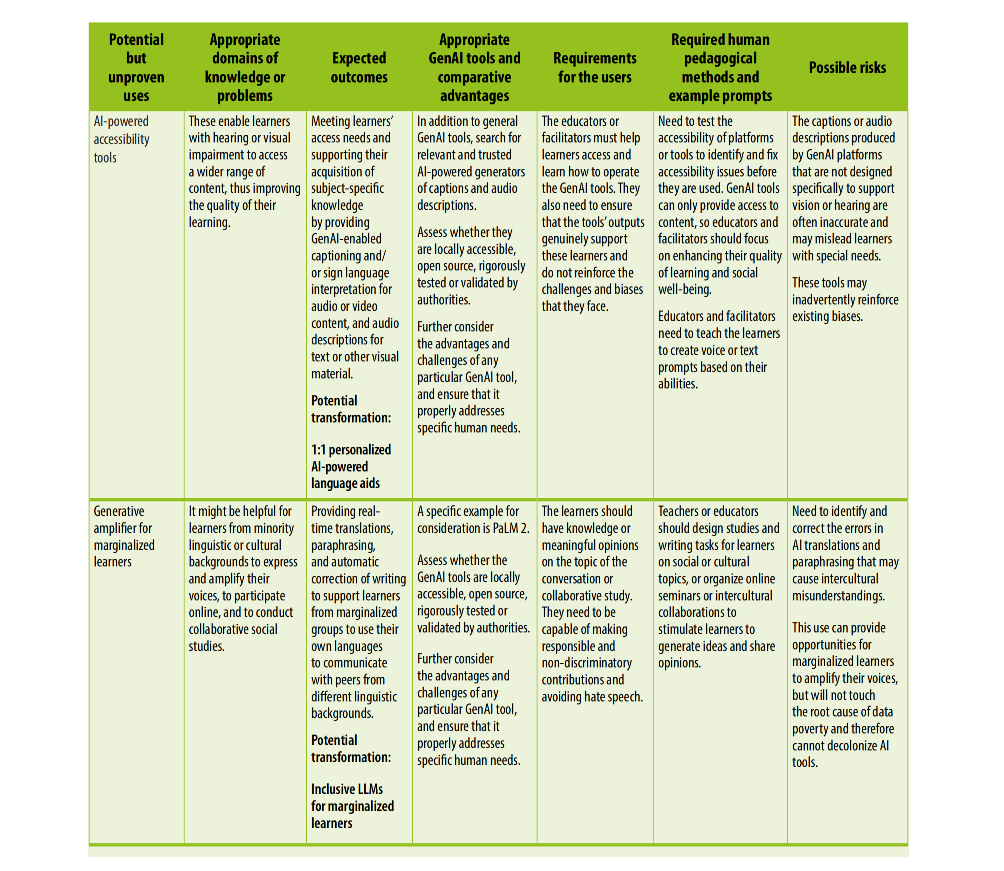 Potential
but
unproven
uses
Appropriate
domains of
knowledge or
problems
Expected
outcomes
Appropriate
GenAI tools and
comparative
advantages
Requirements
for the users
Required human
pedagogical
methods and
example prompts
Possible risks
AI-powered
accessibility
tools
These enable learners
with hearing or visual
impairment to access
a wider range of
content, thus improving
the quality of their
learning.
Meeting learners’
access needs and
supporting their
acquisition of
subject-specific
knowledge
by providing
GenAI-enabled
captioning and/
or sign language
interpretation for
audio or video
content, and audio
descriptions for
text or other visual
material.
Potential
transformation:
1:1 personalized
AI-powered
language aids
In addition to general
GenAI tools, search for
relevant and trusted
AI-powered generators
of captions and audio
descriptions.
Assess whether they
are locally accessible,
open source, rigorously
tested or validated by
authorities.
Further consider
the advantages and
challenges of any
particular GenAI tool,
and ensure that it
properly addresses
specific human needs.
The educators or
facilitators must help
learners access and
learn how to operate
the GenAI tools. They
also need to ensure
that the tools’ outputs
genuinely support
these learners and
do not reinforce the
challenges and biases
that they face.
Need to test the
accessibility of platforms
or tools to identify and fix
accessibility issues before
they are used. GenAI tools
can only provide access to
content, so educators and
facilitators should focus
on enhancing their quality
of learning and social
well-being.
Educators and facilitators
need to teach the learners
to create voice or text
prompts based on their
abilities.
The captions or audio
descriptions produced
by GenAI platforms
that are not designed
specifically to support
vision or hearing are
often inaccurate and
may mislead learners
with special needs.
These tools may
inadvertently reinforce
existing biases.
Generative
amplifier for
marginalized
learners
It might be helpful for
learners from minority
linguistic or cultural
backgrounds to express
and amplify their
voices, to participate
online, and to conduct
collaborative social
studies.
Providing real-
time translations,
paraphrasing,
and automatic
correction of writing
to support learners
from marginalized
groups to use their
own languages
to communicate
with peers from
different linguistic
backgrounds.
Potential
transformation:
Inclusive LLMs
for marginalized
learners
A specific example for
consideration is PaLM 2.
Assess whether the
GenAI tools are locally
accessible, open source,
rigorously tested or
validated by authorities.
Further consider
the advantages and
challenges of any
particular GenAI tool,
and ensure that it
properly addresses
specific human needs.
The learners should
have knowledge or
meaningful opinions
on the topic of the
conversation or
collaborative study.
They need to be
capable of making
responsible and
non-discriminatory
contributions and
avoiding hate speech.
Teachers or educators
should design studies and
writing tasks for learners
on social or cultural
topics, or organize online
seminars or intercultural
collaborations to
stimulate learners to
generate ideas and share
opinions.
Need to identify and
correct the errors in
AI translations and
paraphrasing that may
cause intercultural
misunderstandings.
This use can provide
opportunities for
marginalized learners
to amplify their voices,
but will not touch
the root cause of data
poverty and therefore
cannot decolonize AI
tools.